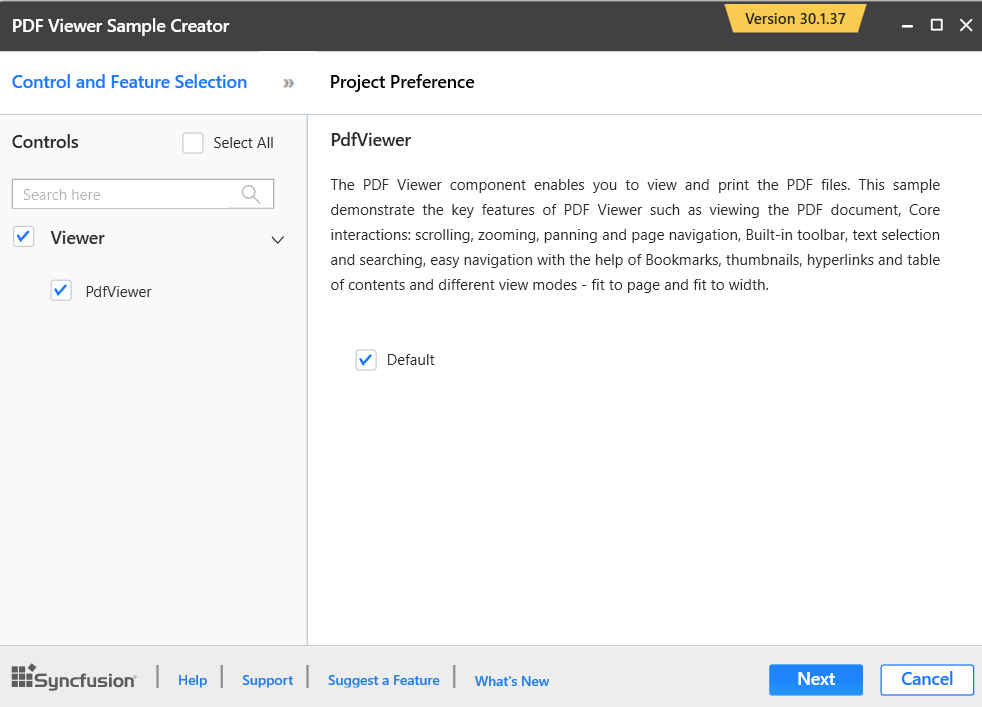 PDF Viewer Sample Creator
Version 30.1.37
Control and Feature Selection » Project Preference
Controls
Select All
Search here
Viewer
PdfViewer
PdfViewer
The PDF Viewer component enables you to view and print the PDF files. This sample
demonstrate the key features of PDF Viewer such as viewing the PDF document, Core
interactions: scrolling, zooming, panning and page navigation, Built-in toolbar, text selection
and searching, easy navigation with the help of Bookmarks, thumbnails, hyperlinks and table
of contents and different view modes - fit to page and fit to width.
Default
Syncfusion
Help
Support
Suggest a Feature
What's New
Next
Cancel